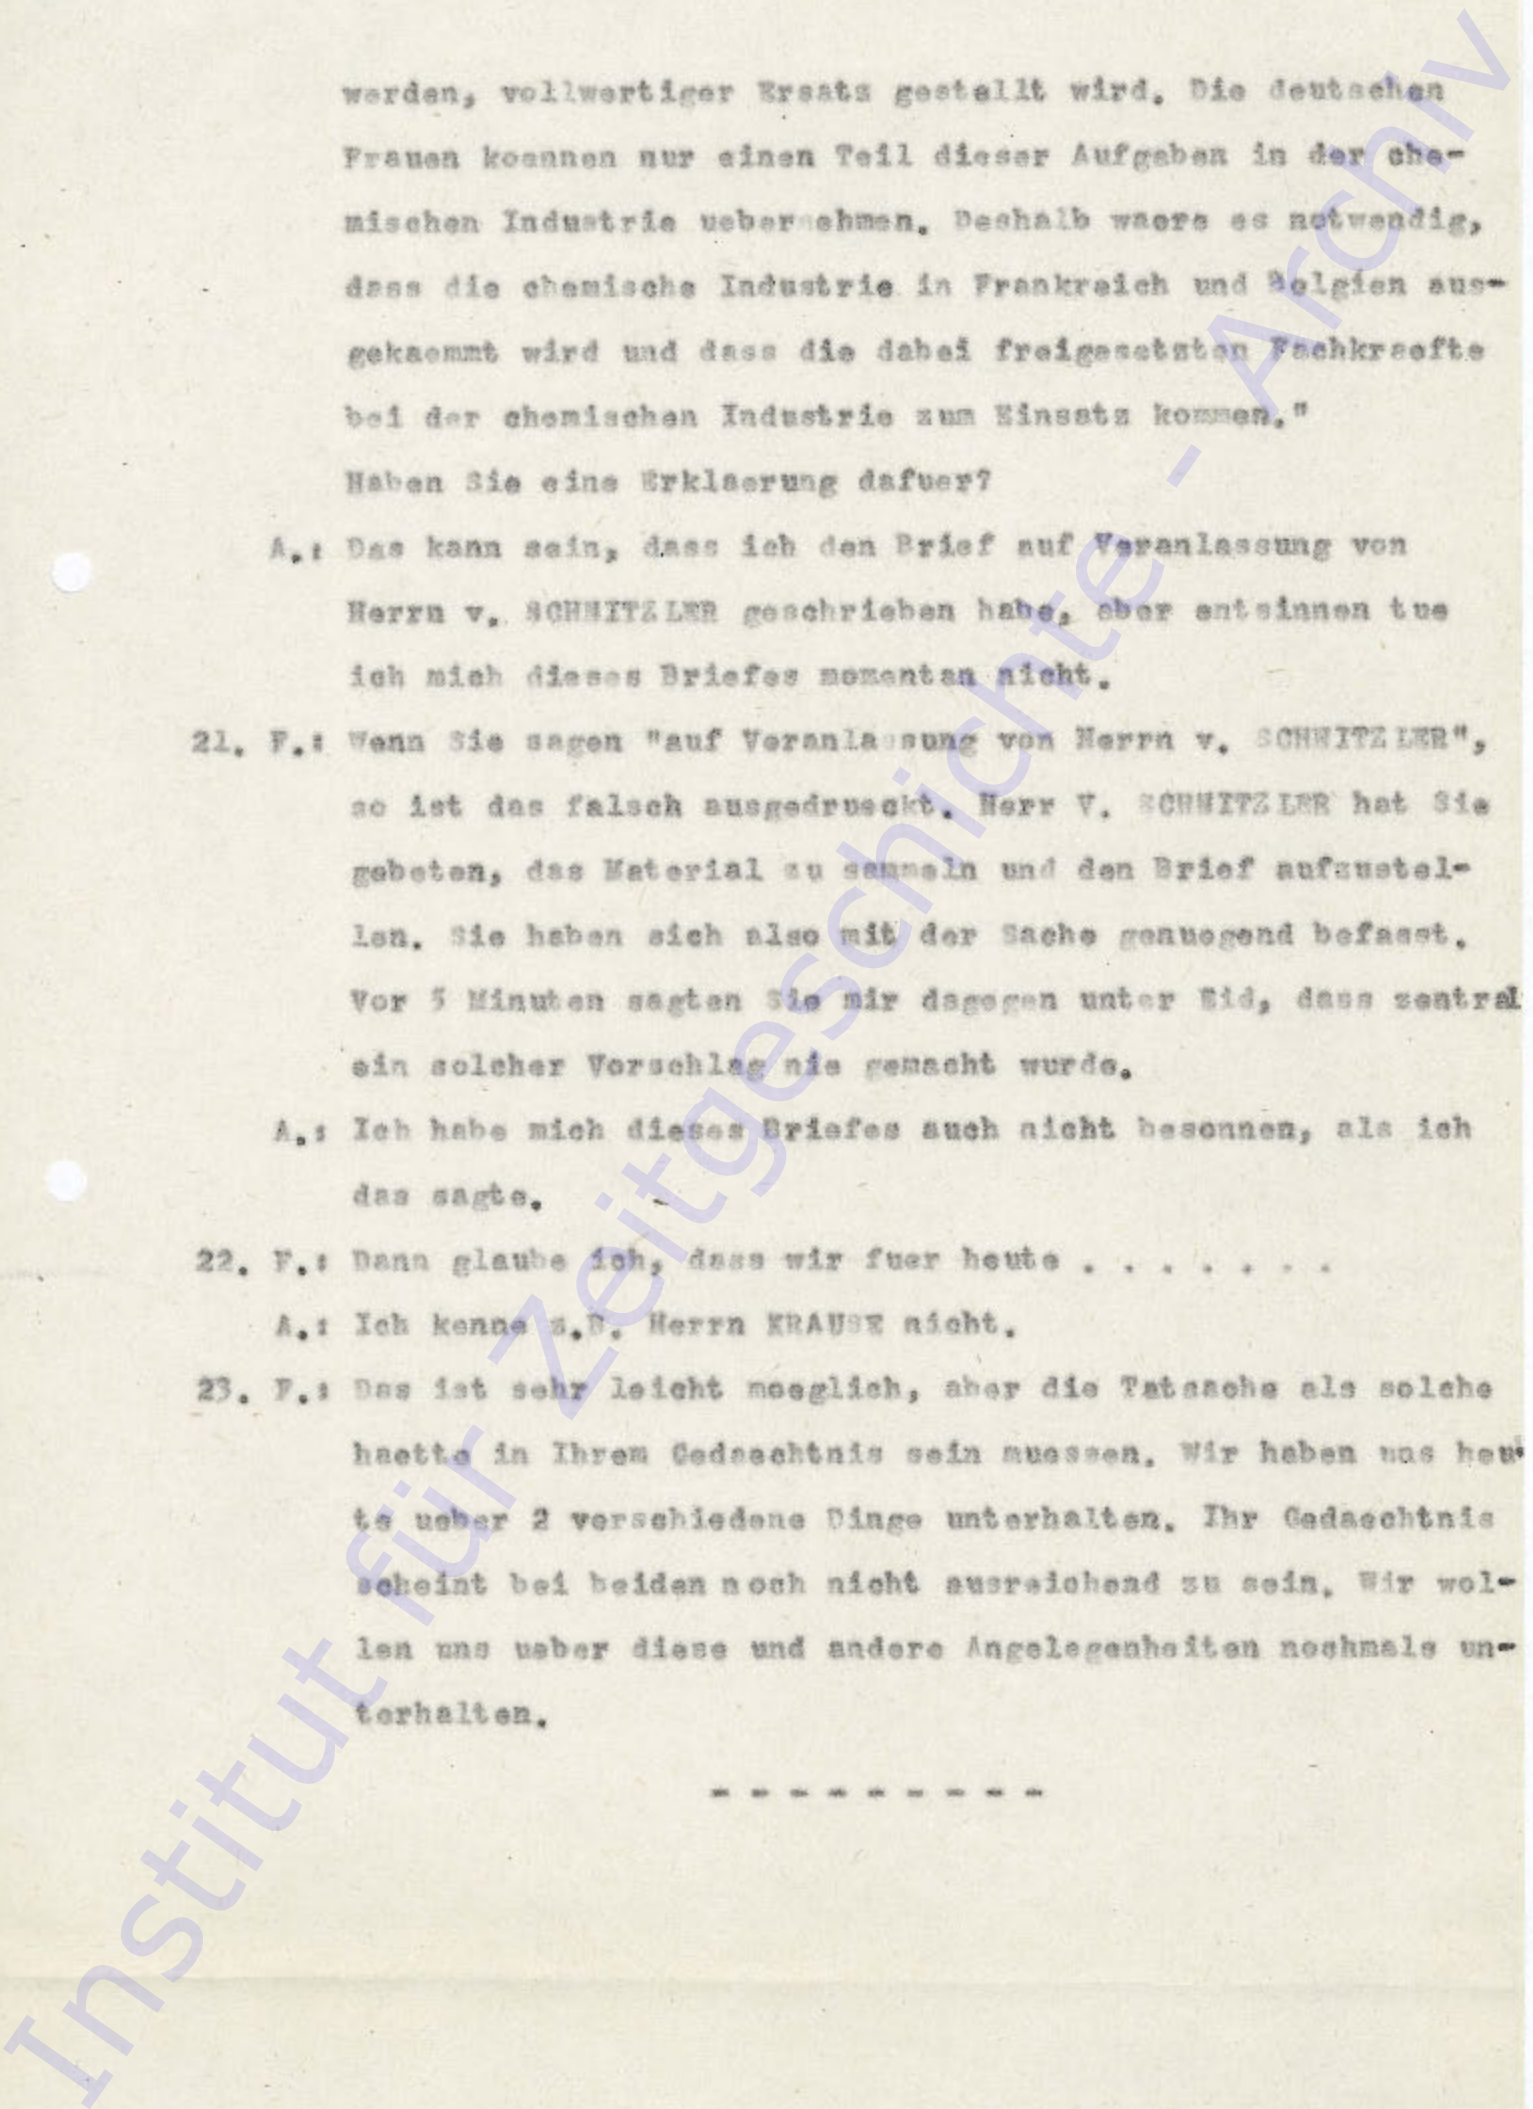 werden, vollwertiger Ersatz gestellt wird. Die deutschen
Frauen koennen nur einen Teil dieser Aufgaben in der che-
mischen Industrie uebernehmen. Deshalb waere es notwendig,
dass die chemische Industrie in Frankreich und Belgien aus-
gekaemmt wird und dass die dabei freigesetzten Fachkraefte
bei der chemischen Industrie zum Einsatz kommen."
Haben Sie eine Erklaerung dafuer?
A.: Das kann sein, dass ich den Brief auf Veranlassung von
Herrn v. SCHNITZLER geschrieben habe, aber entsinnen tue
ich mich dieses Briefes momentan nicht.
21. F.: Wenn Sie sagen "auf Veranlassung von Herrn v. SCHNITZLER",
so ist das falsch ausgedrueckt. Herr V. SCHNITZLER hat Sie
gebeten, das Material zu sammeln und den Brief aufzustel-
len. Sie haben sich also mit der Sache genuegend befasst.
Vor 5 Minuten sagten Sie mir dagegen unter Eid, dass zentral
ein solcher Vorschlag nie gemacht wurde.
A.: Ich habe mich dieses Briefes auch nicht besonnen, als ich
das sagte.
22. F.: Dann glaube ich, dass wir fuer heute . . . . . . .
A.: Ich kenne z.B. Herrn KRAUSE nicht.
23. F.: Das ist sehr leicht moeglich, aber die Tatsache als solche
haette in Ihrem Gedaechtnis sein muessen. Wir haben uns heu-
te ueber 2 verschiedene Dinge unterhalten. Ihr Gedaechtnis
scheint bei beiden noch nicht ausreichend zu sein. Wir wol-
len uns ueber diese und andere Angelegenheiten nochmals un-
terhalten.
- - - - - - - - -
Institut für Zeitgeschichte - Archiv